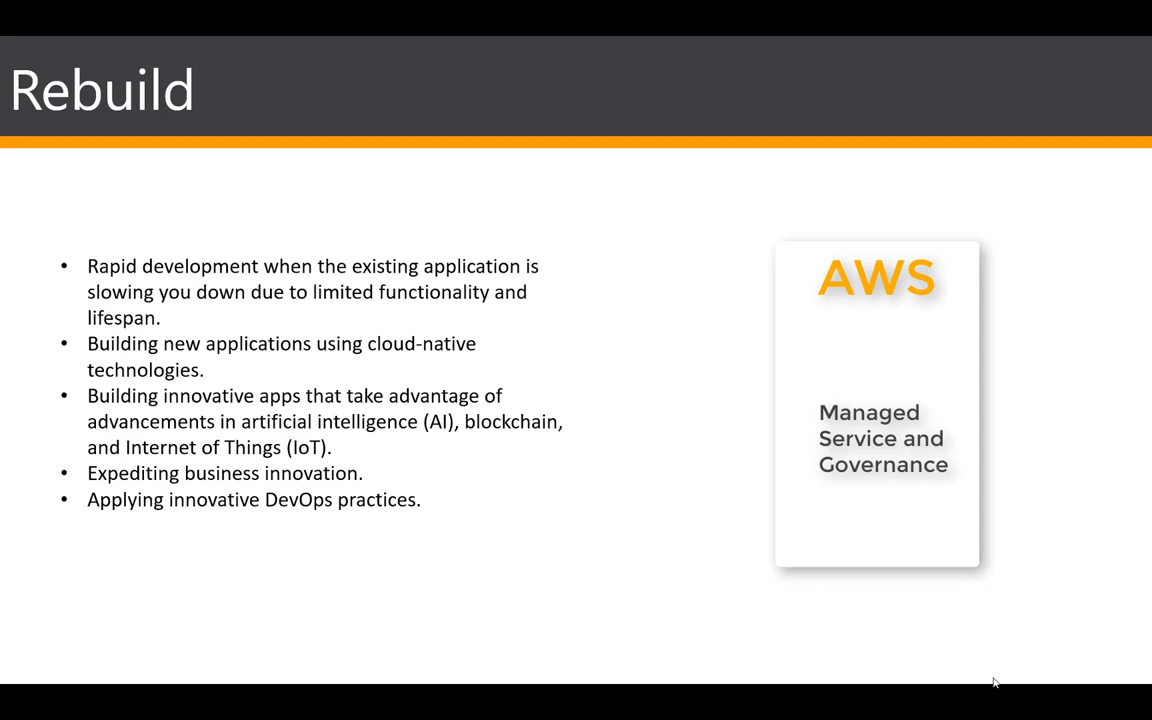 Rebuild
• Rapid development when the existing application is
slowing you down due to limited functionality and
lifespan.
• Building new applications using cloud-native
technologies.
• Building innovative apps that take advantage of
advancements in artificial intelligence (AI), blockchain,
and Internet of Things (IoT).
• Expediting business innovation.
• Applying innovative DevOps practices.
AWS
Managed
Service and
Governance